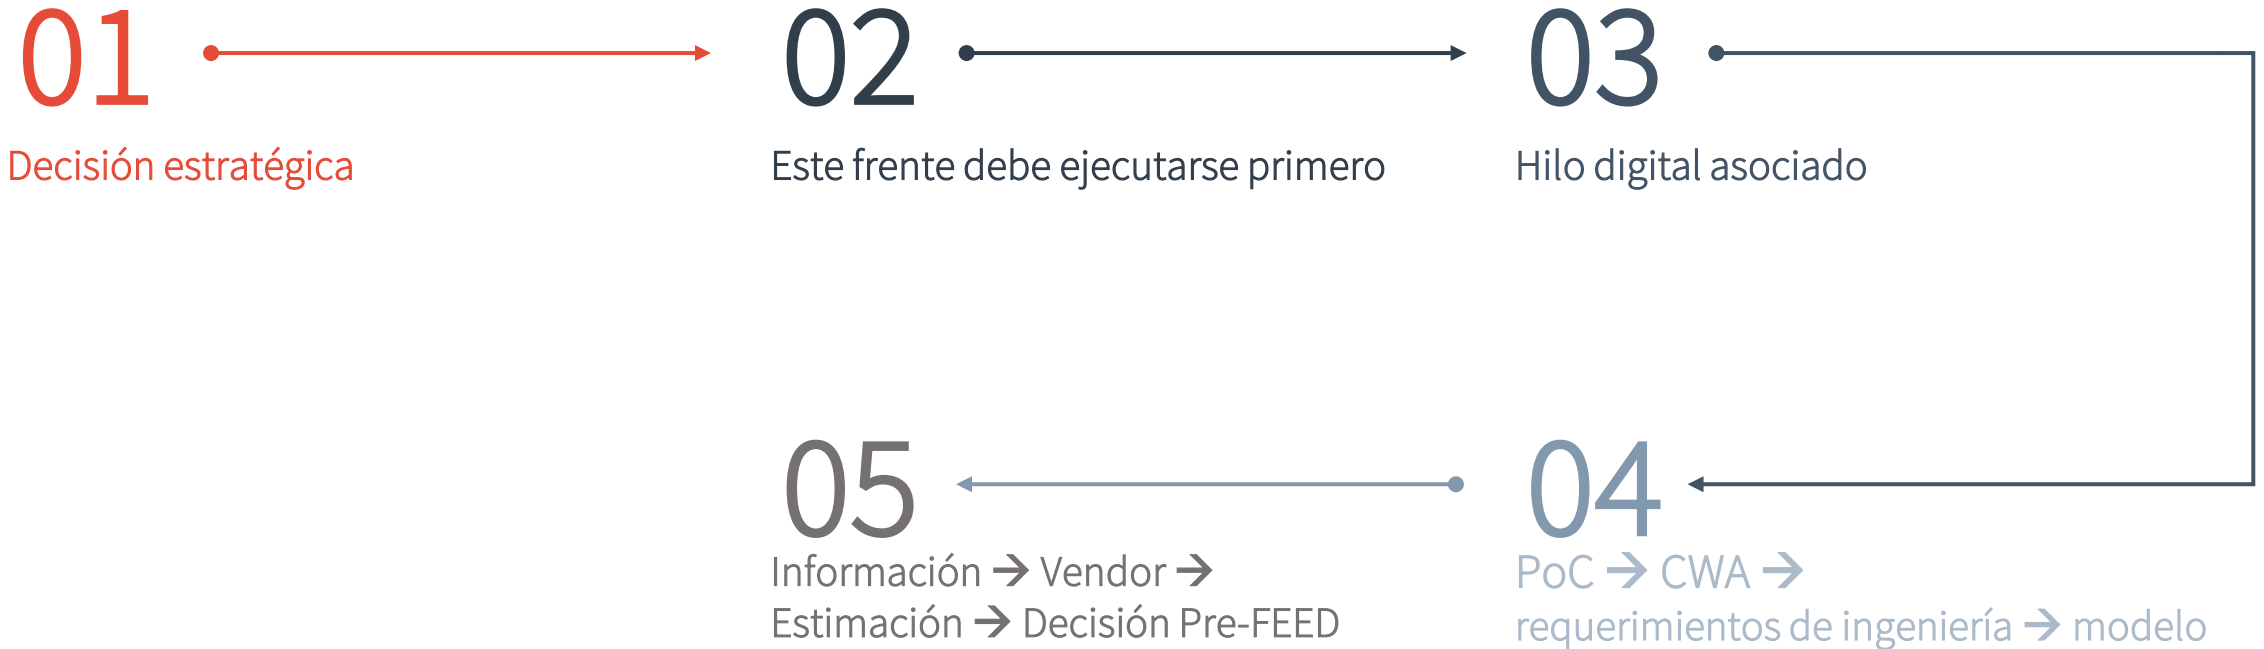 01
Decisión estratégica
02
Este frente debe ejecutarse primero
03
Hilo digital asociado
04
PoC → CWA →
requerimientos de ingeniería → modelo
05
Información → Vendor →
Estimación → Decisión Pre-FEED